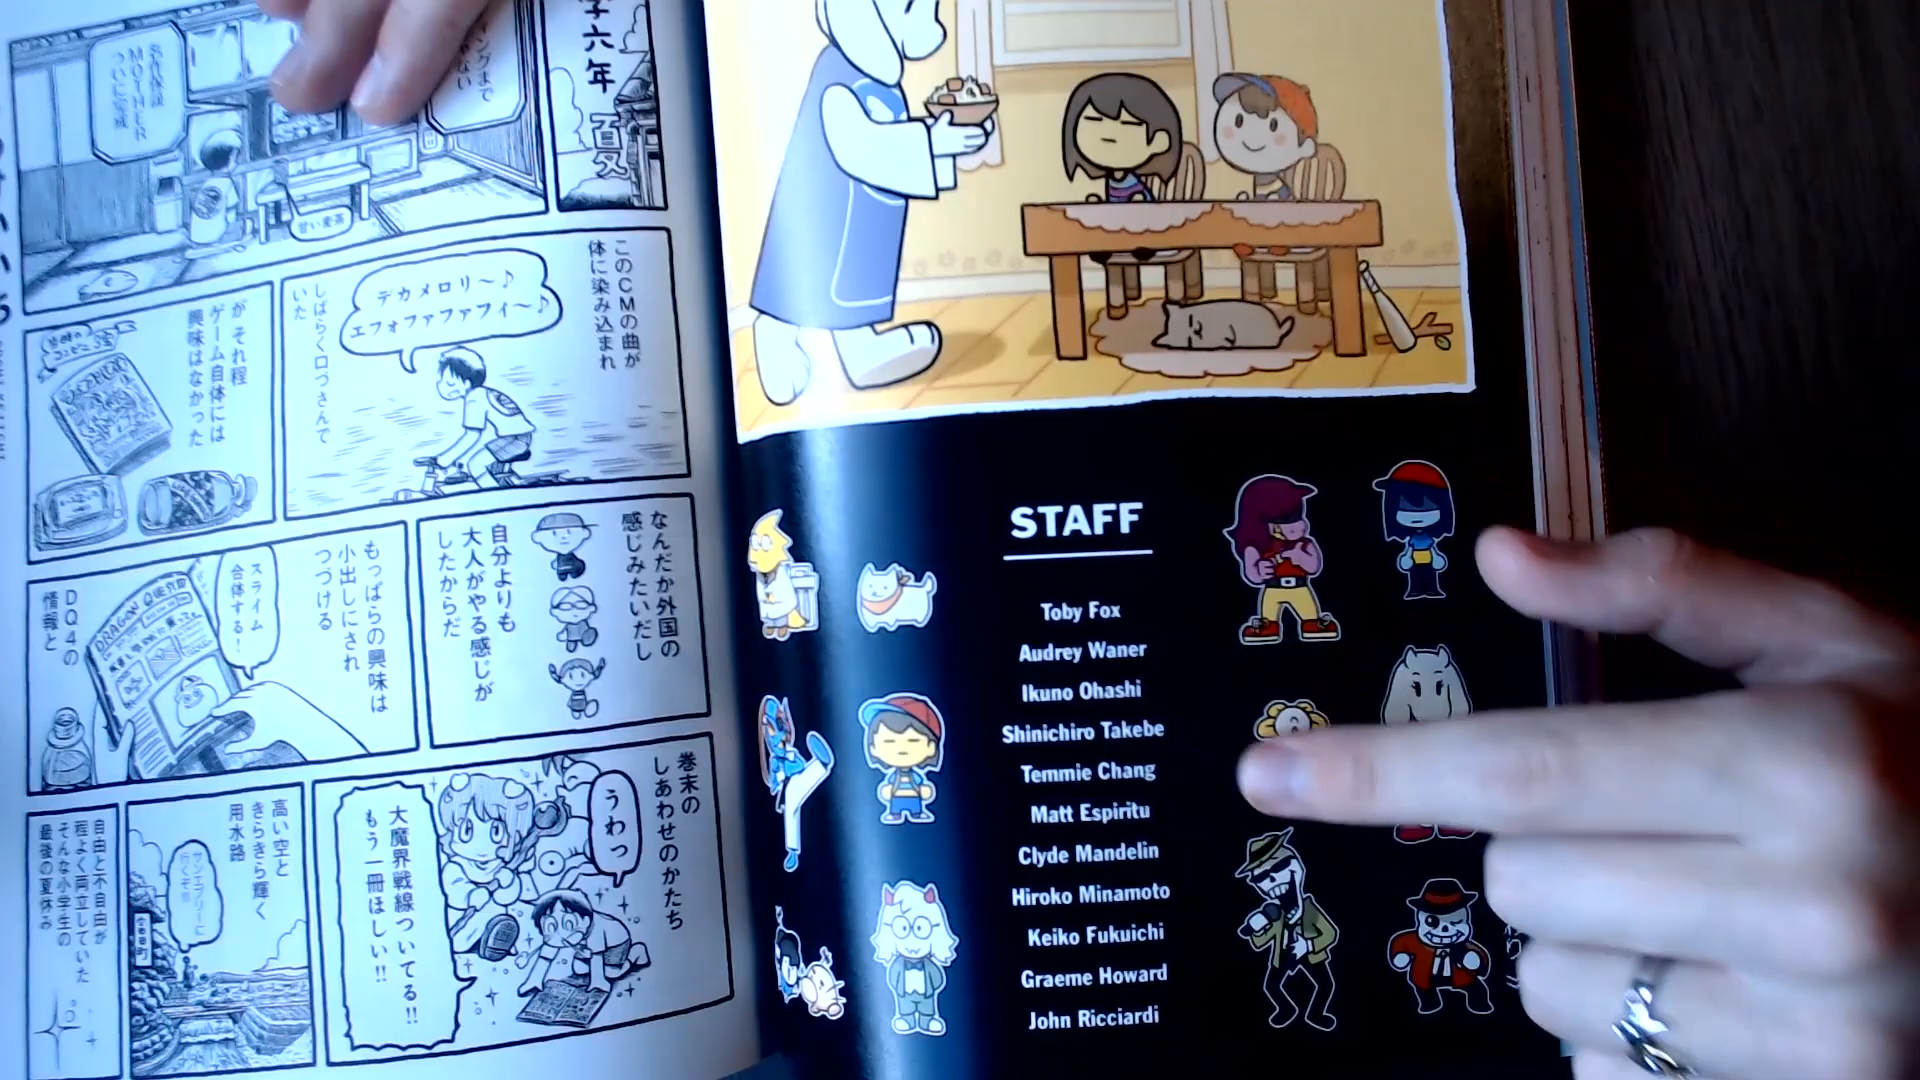 学六年 夏
名作保証
MOTHER
ついに完成
甘い麦茶
このCMの曲が
体に染み込まれ
デカメロリ〜♪
エフォファファフィ〜♪
しばらく口づさんで
いた
が それ程
ゲーム自体には
興味はなかった
なんだか外国の
感じみたいだし
自分よりも
大人がやる感じが
したからだ
もっぱらの興味は
小出しにされ
つづける
スライム
合体する!
DRAGON QUEST
DQ4の
情報と
巻末の
しあわせのかたち
うわっ
大魔界戦線ついてる!!
もう一冊ほしい!!
高い空と
きらきら輝く
用水路
自由と不自由が
程よく両立していた
そんな小学生の
最後の夏休み
STAFF
Toby Fox
Audrey Waner
Ikuno Ohashi
Shinichiro Takebe
Temmie Chang
Matt Espiritu
Clyde Mandelin
Hiroko Minamoto
Keiko Fukuichi
Graeme Howard
John Ricciardi